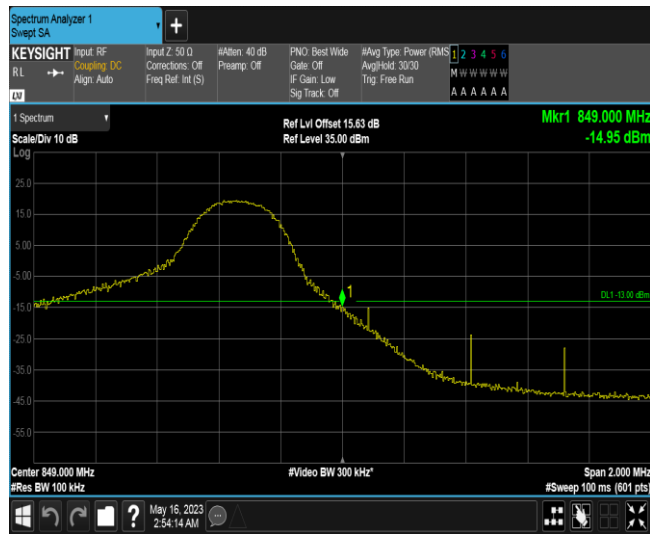 Spectrum Analyzer 1
Swept SA
+
KEYSIGHT
RL
LXI
Input: RF
Coupling: DC
Align: Auto
Input Z: 50 Ω
Corrections: Off
Freq Ref: Int (S)
#Atten: 40 dB
Preamp: Off
PNO: Best Wide
Gate: Off
IF Gain: Low
Sig Track: Off
#Avg Type: Power (RMS
Avg|Hold: 30/30
Trig: Free Run
1 2 3 4 5 6
M W W W W W
A A A A A A
1 Spectrum
Scale/Div 10 dB
Log
Ref Lvl Offset 15.63 dB
Ref Level 35.00 dBm
Mkr1 849.000 MHz
-14.95 dBm
25.0
15.0
5.00
-5.00
-15.0
-25.0
-35.0
-45.0
-55.0
1
DL1 -13.00 dBm
Center 849.000 MHz
#Res BW 100 kHz
#Video BW 300 kHz*
Span 2.000 MHz
#Sweep 100 ms (601 pts)
?
May 16, 2023
2:54:14 AM